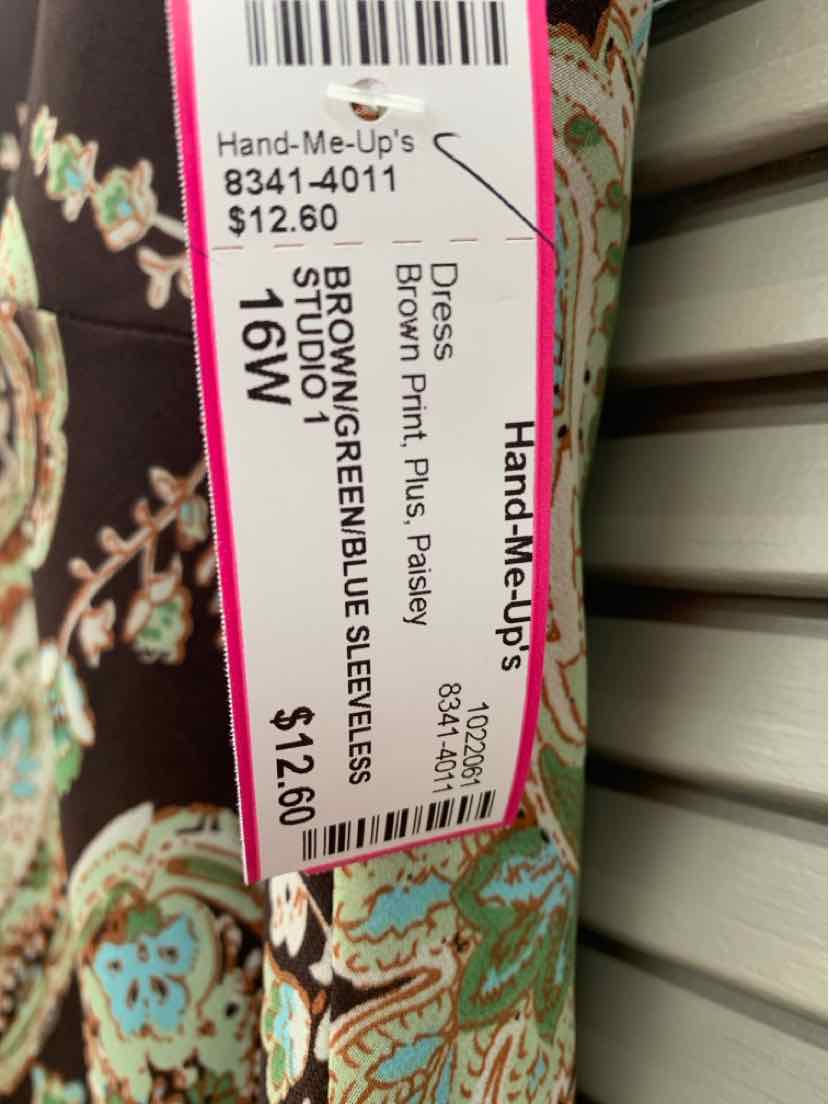 Hand-Me-Up's
8341-4011
$12.60
Hand-Me-Up's
1022061
8341-4011
Dress
Brown Print, Plus, Paisley
BROWN/GREEN/BLUE SLEEVELESS
STUDIO 1
16W
$12.60